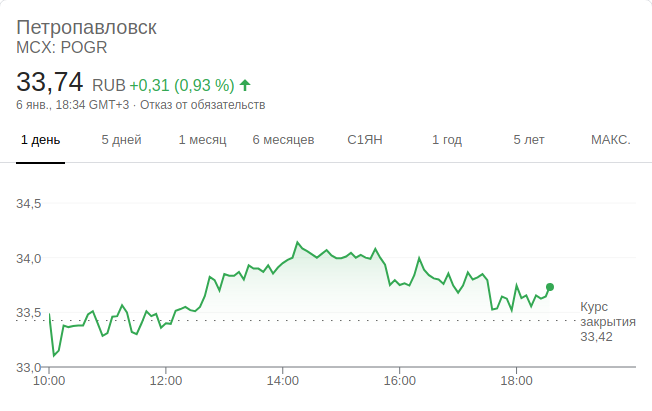 Петропавловск
MCX: POGR
33,74 RUB +0,31 (0,93 %)
6 янв., 18:34 GMT+3 · Отказ от обязательств
1 день 5 дней 1 месяц 6 месяцев С1ЯН 1 год 5 лет МАКС.
34,5
34,0
33,5
Курс
закрытия
33,42
33,0
10:00 12:00 14:00 16:00 18:00